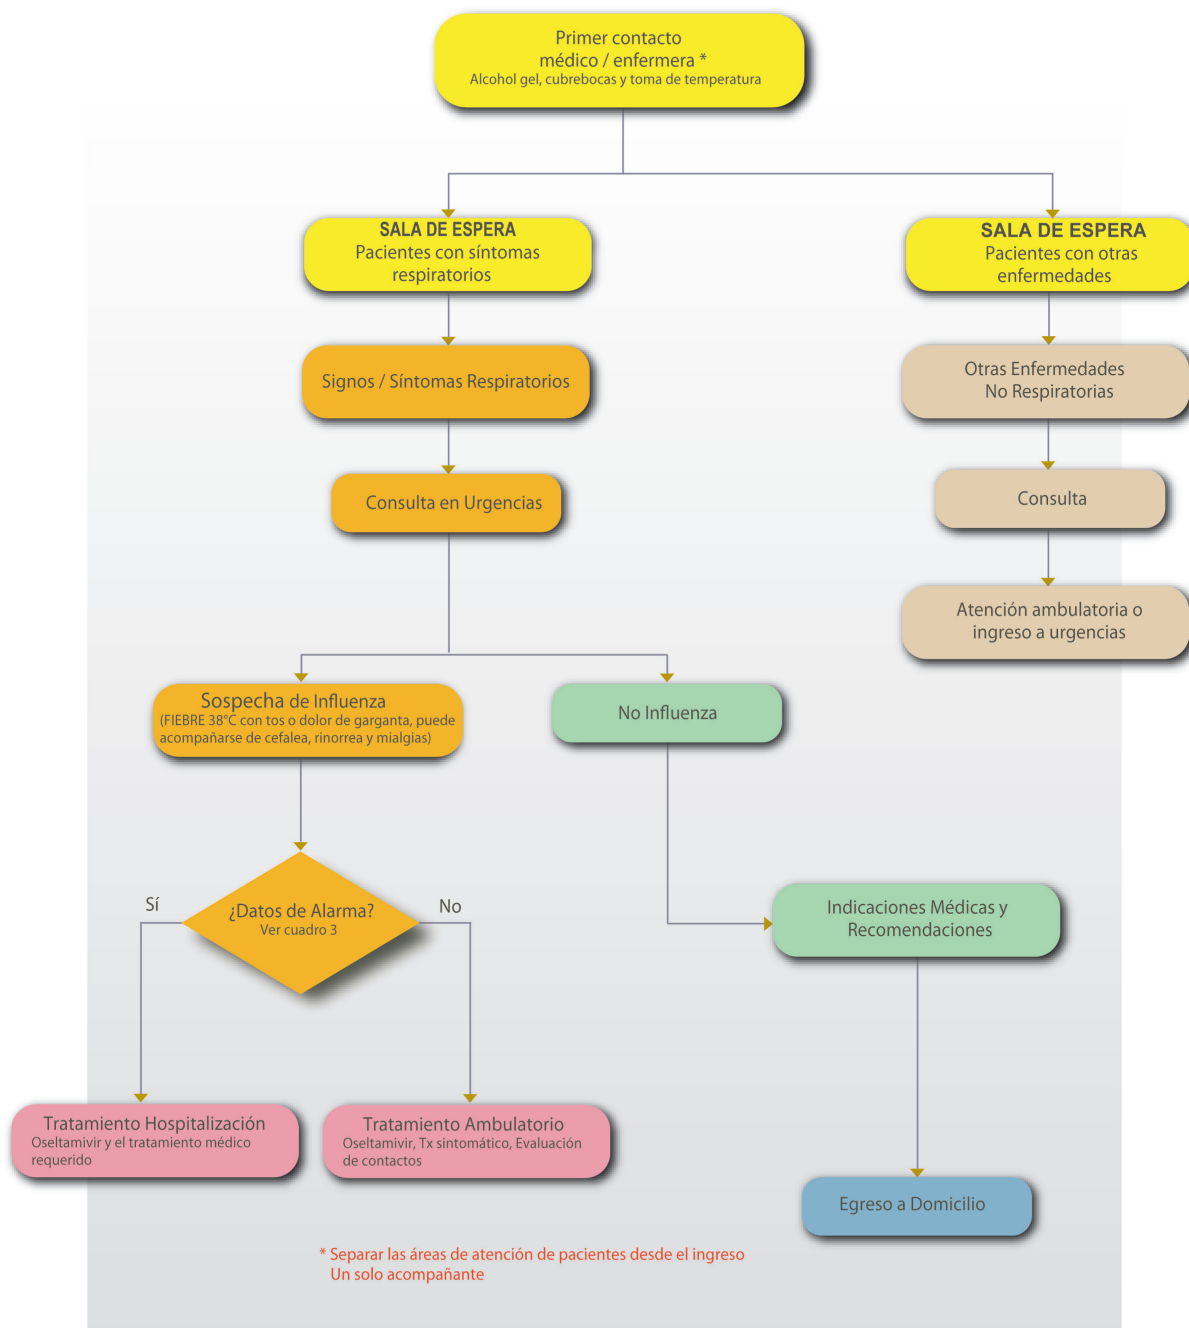 Primer contacto
médico / enfermera *
Alcohol gel, cubrebocas y toma de temperatura
SALA DE ESPERA
Pacientes con síntomas
respiratorios
SALA DE ESPERA
Pacientes con otras
enfermedades
Signos / Síntomas Respiratorios
Otras Enfermedades
No Respiratorias
Consulta en Urgencias
Consulta
Atención ambulatoria o
ingreso a urgencias
Sospecha de Influenza
(FIEBRE 38°C con tos o dolor de garganta, puede
acompañarse de cefalea, rinorrea y mialgias)
No Influenza
Sí
¿Datos de Alarma?
Ver cuadro 3
No
Indicaciones Médicas y
Recomendaciones
Tratamiento Hospitalización
Oseltamivir y el tratamiento médico
requerido
Tratamiento Ambulatorio
Oseltamivir, Tx sintomático, Evaluación
de contactos
Egreso a Domicilio
* Separar las áreas de atención de pacientes desde el ingreso
Un solo acompañante